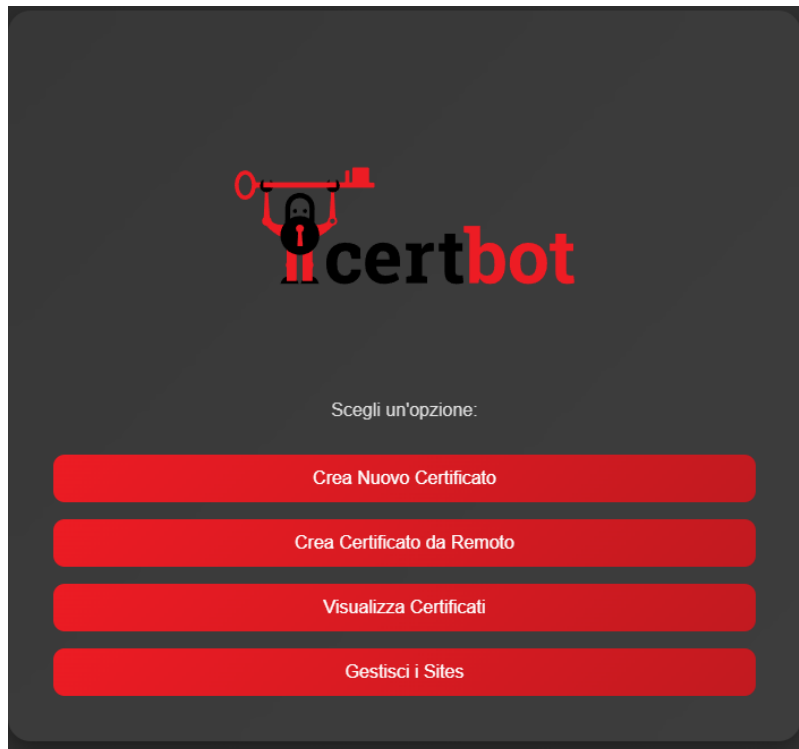 certbot
Scegli un'opzione:
Crea Nuovo Certificato
Crea Certificato da Remoto
Visualizza Certificati
Gestisci i Sites